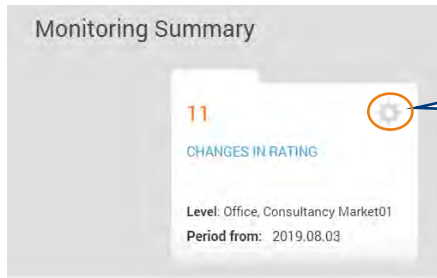 Monitoring Summary
11
CHANGES IN RATING
Level: Office, Consultancy Market01
Period from: 2019.08.03